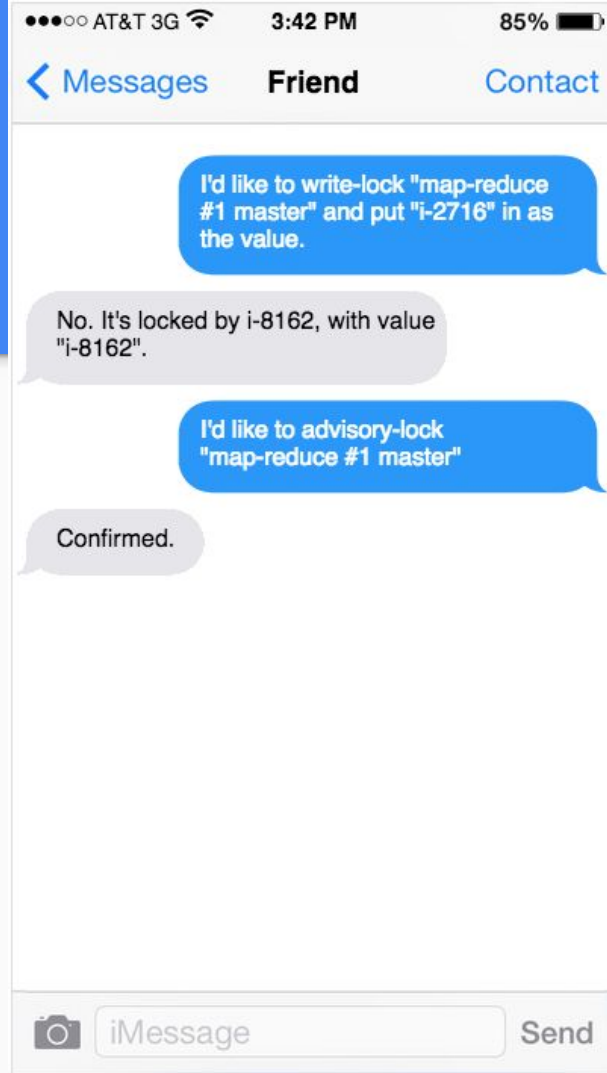 AT&T 3G 3:42 PM 85%
Messages Friend Contact
I'd like to write-lock "map-reduce
#1 master" and put "i-2716" in as
the value.
No. It's locked by i-8162, with value
"i-8162".
I'd like to advisory-lock
"map-reduce #1 master"
Confirmed.
iMessage Send